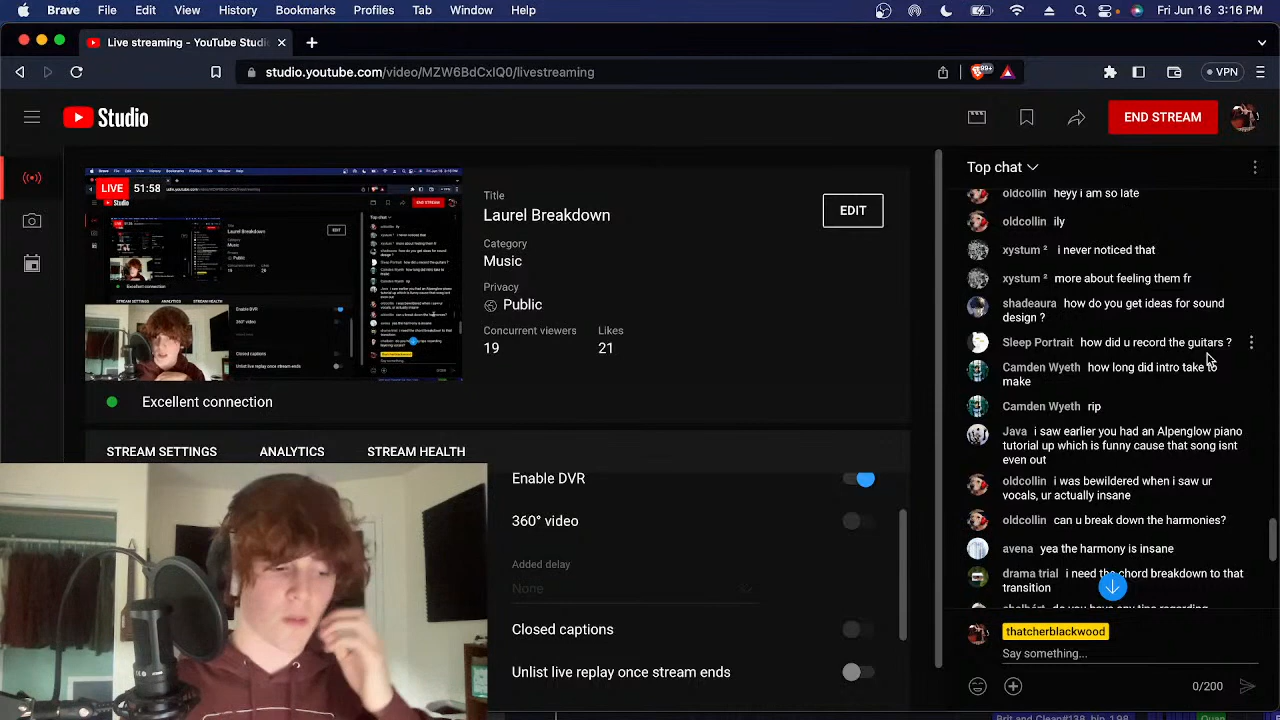 Brave File Edit View History Bookmarks Profiles Tab Window Help Fri Jun 16 3:16 PM
Live streaming - YouTube Studi
studio.youtube.com/video/MZW6BdCxIQ0/livestreaming
99+
VPN
Studio
END STREAM
LIVE 51:58
Title
Laurel Breakdown
EDIT
Category
Music
Privacy
Public
Concurrent viewers
19
Likes
21
Excellent connection
STREAM SETTINGS ANALYTICS STREAM HEALTH
Enable DVR
360° video
Added delay
None
Closed captions
Unlist live replay once stream ends
Top chat
oldcollin heyy i am so late
oldcollin ily
xystum ² i never noticed that
xystum ² more about feeling them fr
shadeaura how do yo get ideas for sound
design ?
Sleep Portrait how did u record the guitars ?
Camden Wyeth how long did intro take to
make
Camden Wyeth rip
Java i saw earlier you had an Alpenglow piano
tutorial up which is funny cause that song isnt
even out
oldcollin i was bewildered when i saw ur
vocals, ur actually insane
oldcollin can u break down the harmonies?
avena yea the harmony is insane
drama trial i need the chord breakdown to that
transition
do you have any tips regarding
thatcherblackwood
Say something...
0/200